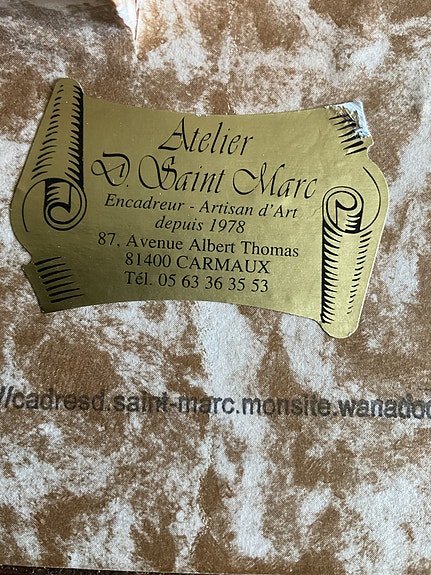 Atelier
D. Saint Marc
Encadreur - Artisan d'Art
depuis 1978
87, Avenue Albert Thomas
81400 CARMAUX
Tél. 05 63 36 35 53
//cadresd.saint-marc.monsite.wanadoo